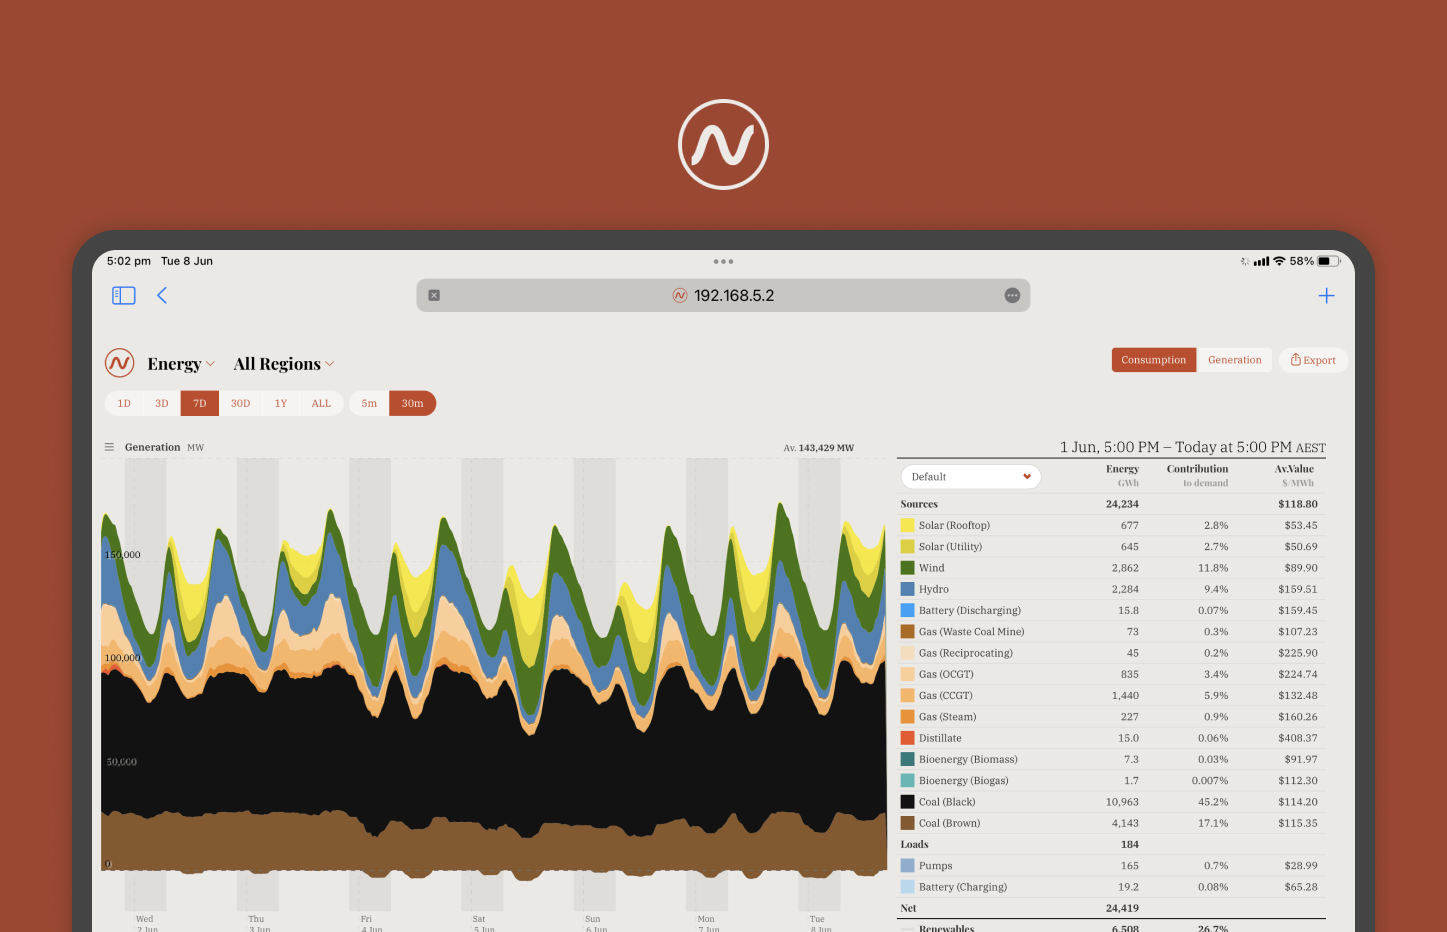 5:02 pm Tue 8 Jun
58%
192.168.5.2
Energy All Regions
Consumption Generation Export
1D 3D 7D 30D 1Y ALL 5m 30m
Generation MW Av. 143,429 MW
150,000
100,000
50,000
0
Wed Thu Fri Sat Sun Mon Tue
2 Jun 3 Jun 4 Jun 5 Jun 6 Jun 7 Jun 8 Jun
1 Jun, 5:00 PM – Today at 5:00 PM AEST
Default Energy Contribution Av.Value
GWh to demand $/MWh
Sources 24,234 $118.80
Solar (Rooftop) 677 2.8% $53.45
Solar (Utility) 645 2.7% $50.69
Wind 2,862 11.8% $89.90
Hydro 2,284 9.4% $159.51
Battery (Discharging) 15.8 0.07% $159.45
Gas (Waste Coal Mine) 73 0.3% $107.23
Gas (Reciprocating) 45 0.2% $225.90
Gas (OCGT) 835 3.4% $224.74
Gas (CCGT) 1,440 5.9% $132.48
Gas (Steam) 227 0.9% $160.26
Distillate 15.0 0.06% $408.37
Bioenergy (Biomass) 7.3 0.03% $91.97
Bioenergy (Biogas) 1.7 0.007% $112.30
Coal (Black) 10,963 45.2% $114.20
Coal (Brown) 4,143 17.1% $115.35
Loads 184
Pumps 165 0.7% $28.99
Battery (Charging) 19.2 0.08% $65.28
Net 24,419
Renewables 6,508 26.7%